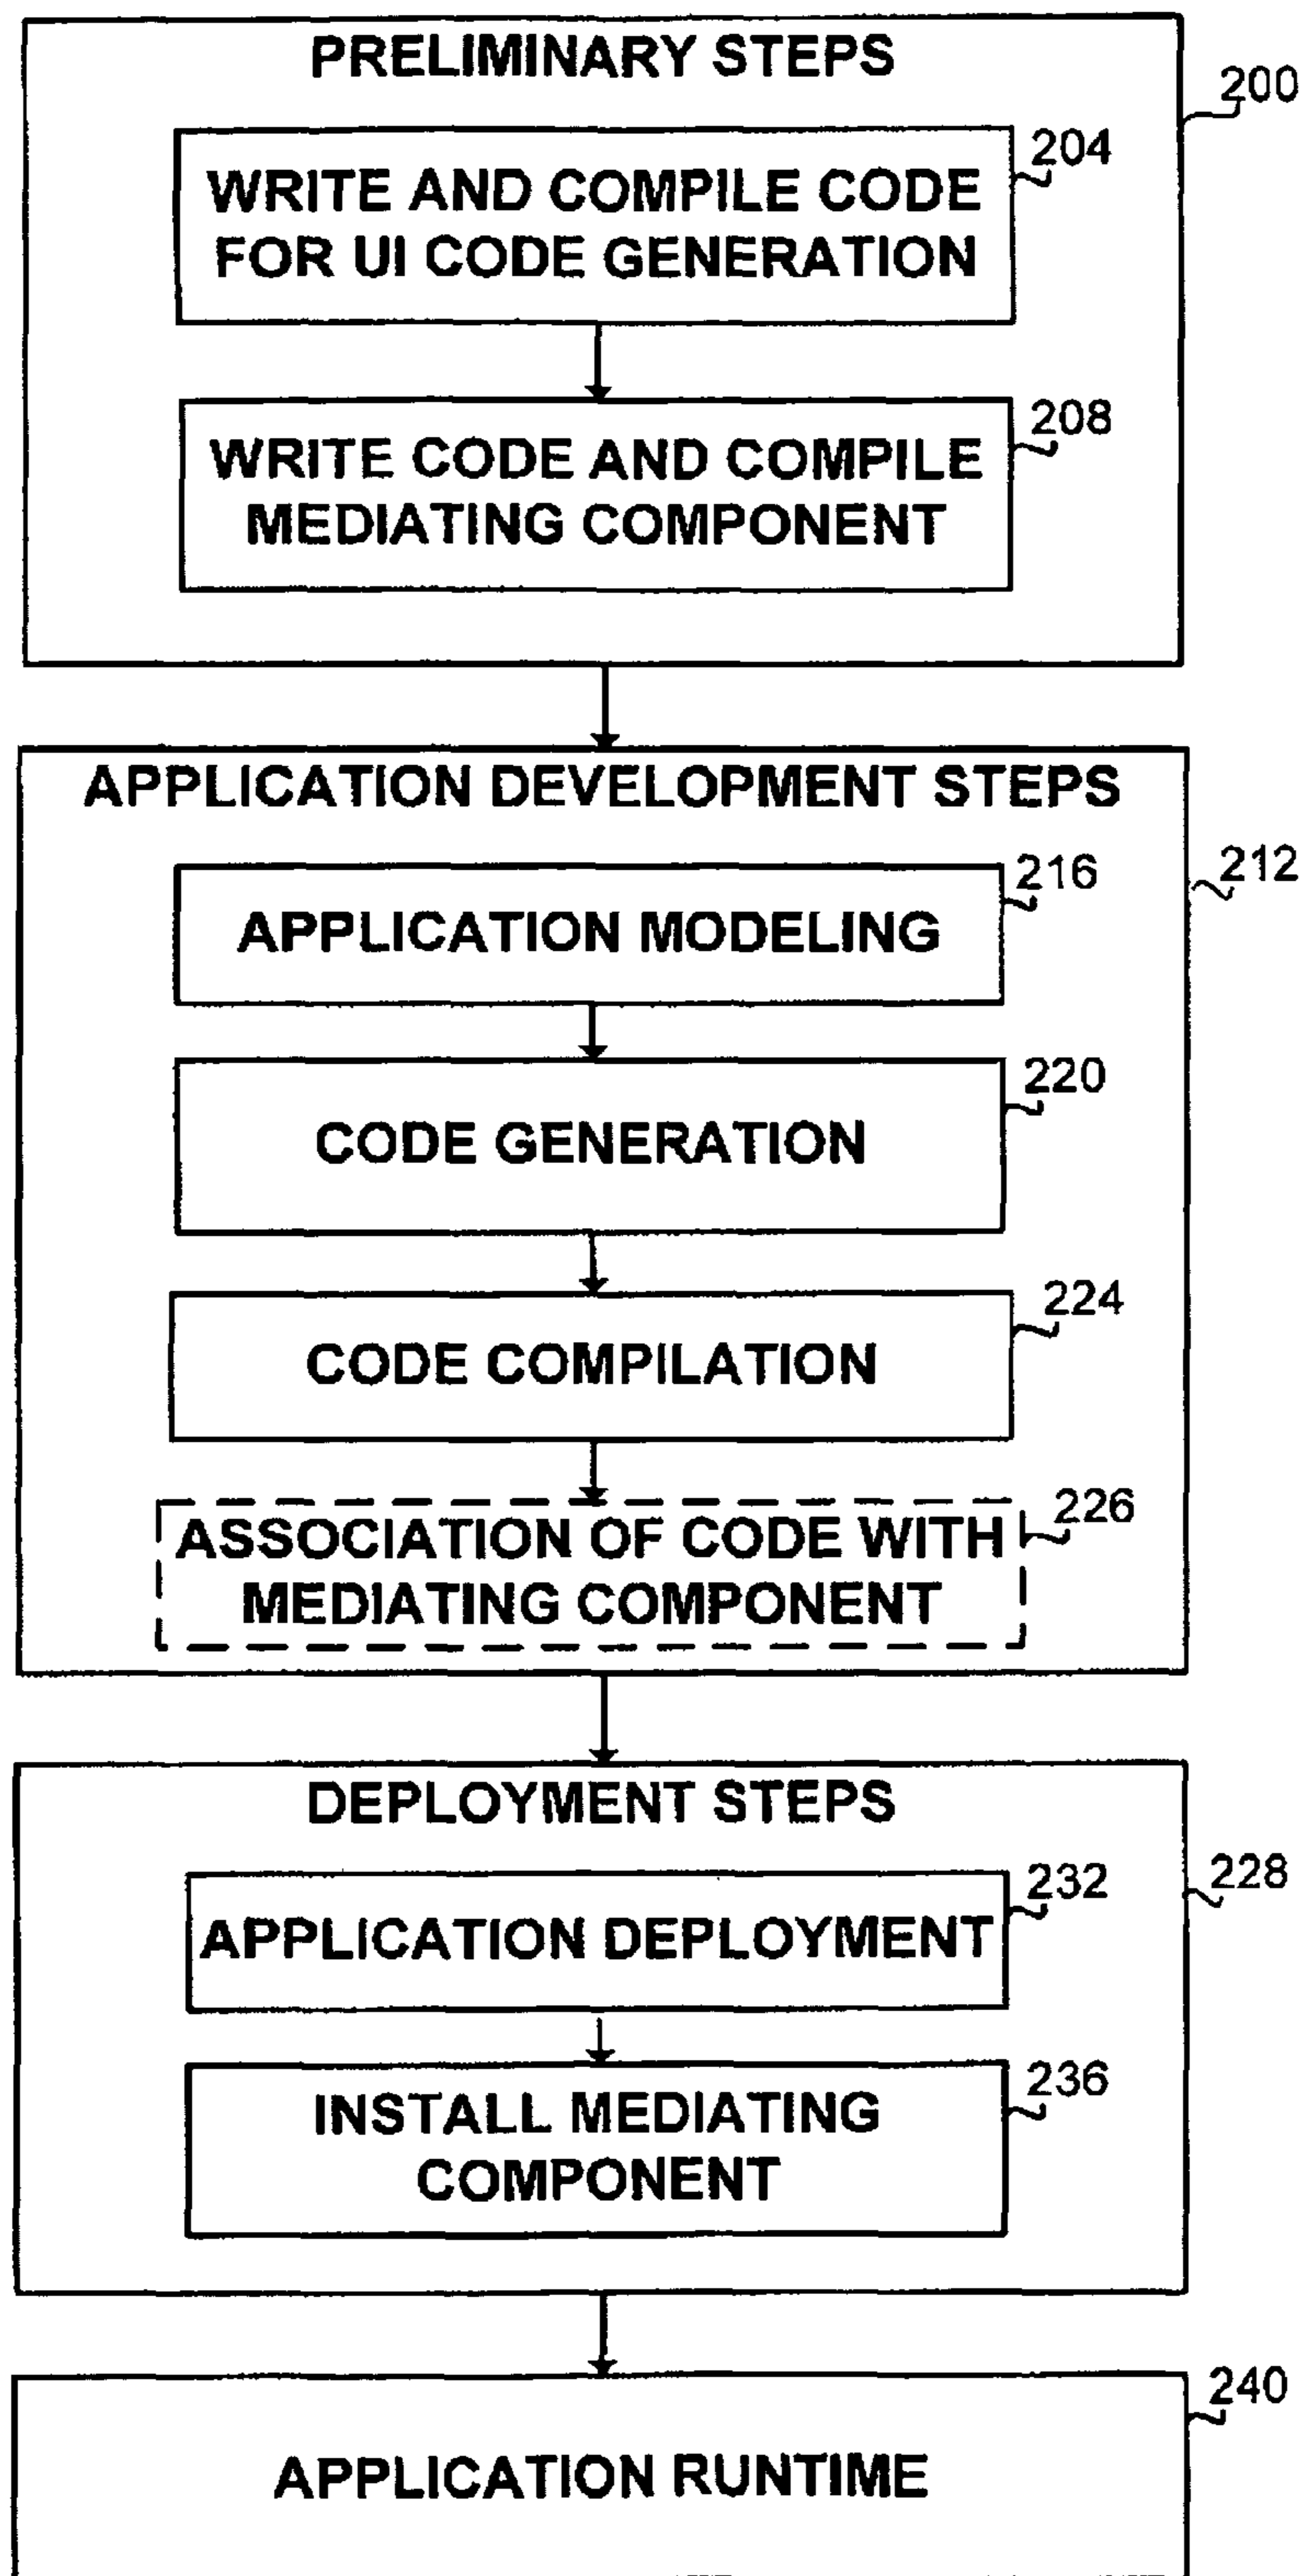 PRELIMINARY STEPS
200
204
WRITE AND COMPILE CODE
FOR UI CODE GENERATION
208
WRITE CODE AND COMPILE
MEDIATING COMPONENT
APPLICATION DEVELOPMENT STEPS
212
216
APPLICATION MODELING
220
CODE GENERATION
224
CODE COMPILATION
226
ASSOCIATION OF CODE WITH
MEDIATING COMPONENT
DEPLOYMENT STEPS
228
232
APPLICATION DEPLOYMENT
236
INSTALL MEDIATING
COMPONENT
240
APPLICATION RUNTIME